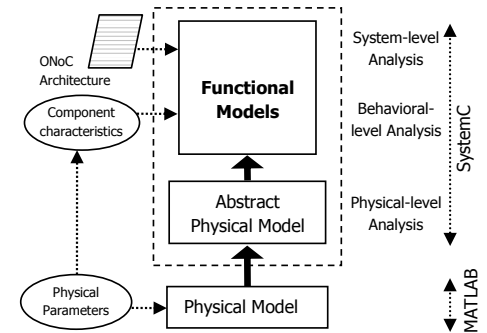 ONoC
Architecture
Component
characteristics
Functional
Models
System-level
Analysis
Behavioral-
level Analysis
SystemC
Abstract
Physical Model
Physical-level
Analysis
Physical
Parameters
Physical Model
MATLAB